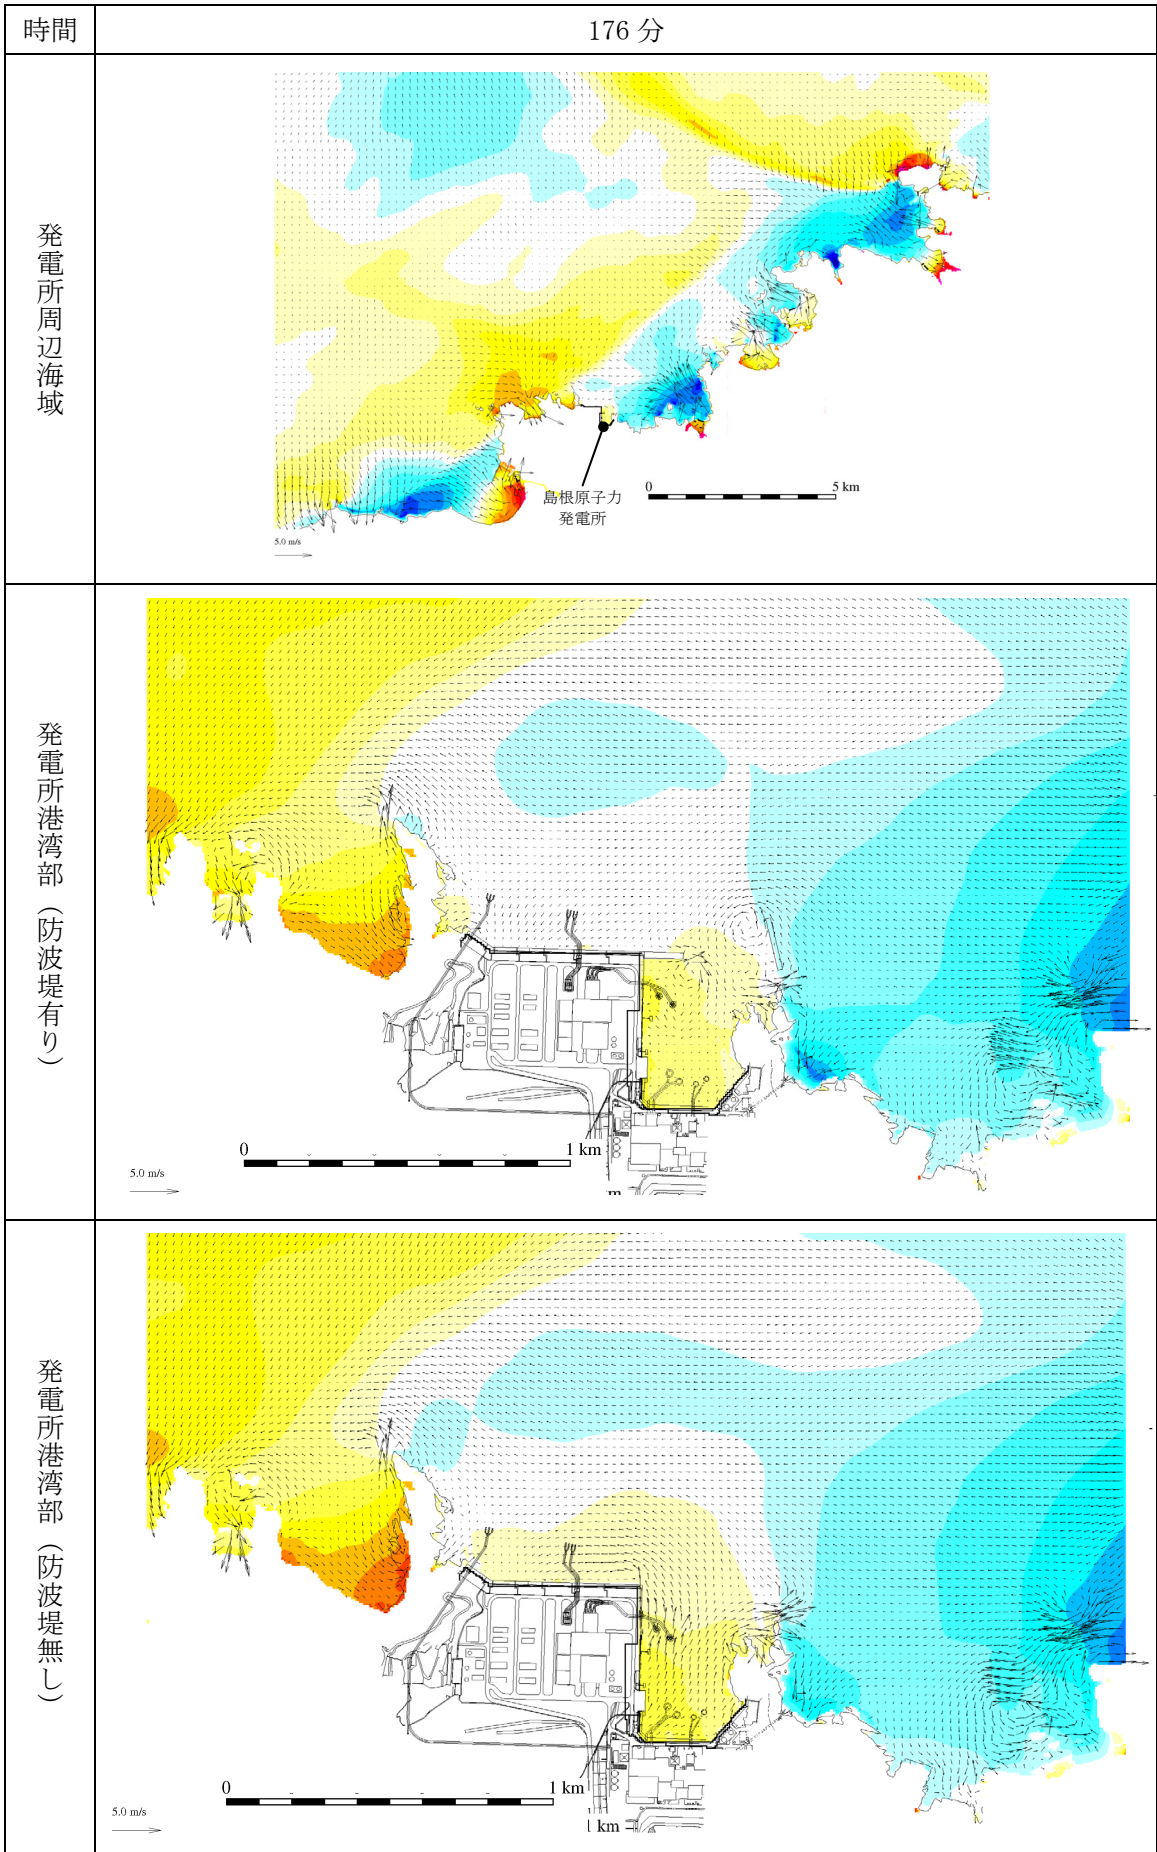 時間
176 分
発電所周辺海域
島根原子力
発電所
0
5 km
5.0 m/s
発電所港湾部（防波堤有り）
0
1 km
5.0 m/s
m
発電所港湾部（防波堤無し）
0
1 km
5.0 m/s
1 km